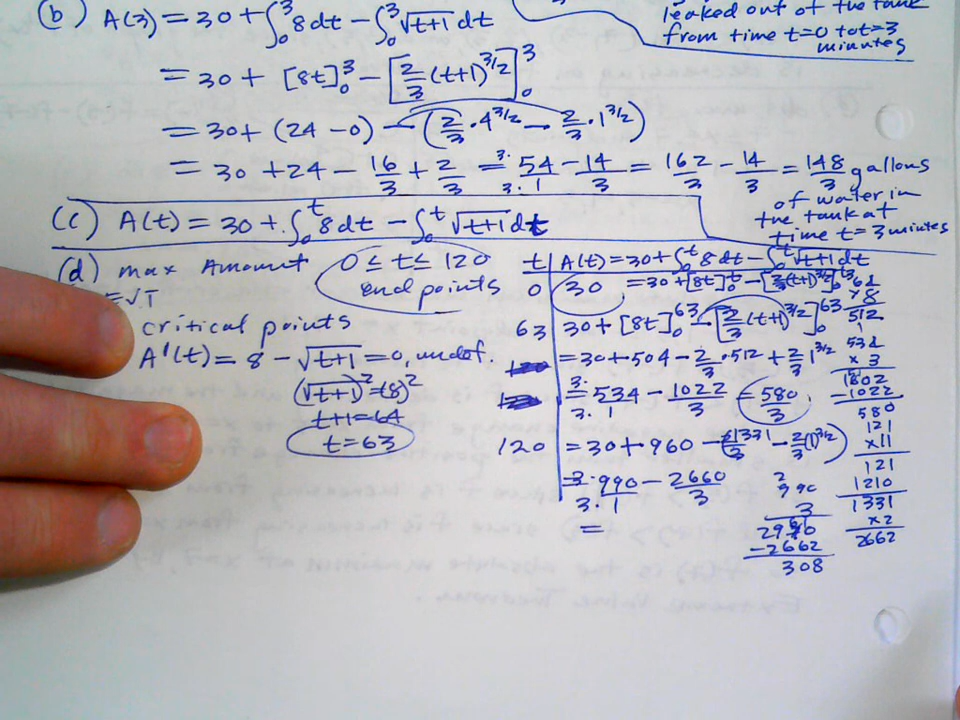 leaked out of the tank
from time t=0 to t=3
minutes
(b) A(3) = 30 + ∫₀³ 8dt − ∫₀³ √t+1 dt
= 30 + [8t]₀³ − [2/3 (t+1)^3/2]₀³
= 30 + (24 − 0) − (2/3 · 4^3/2 − 2/3 · 1^3/2)
= 30 + 24 − 16/3 + 2/3 = 3·54/3·1 − 14/3 = 162/3 − 14/3 = 148/3 gallons
of water in
the tank at
time t = 3 minutes
(c) A(t) = 30 + ∫₀ᵗ 8dt − ∫₀ᵗ √t+1 dt
(d) max Amount 0 ≤ t ≤ 120
end points
critical points
A'(t) = 8 − √t+1 = 0, undef.
(√t+1)² = (8)²
t+1 = 64
t = 63
t A(t) = 30 + ∫₀ᵗ 8dt − ∫₀ᵗ √t+1 dt
0 30 = 30 + [8t]₀ᵗ − [2/3 (t+1)^3/2]₀ᵗ
63 30 + [8t]₀⁶³ − [2/3 (t+1)^3/2]₀⁶³
= 30 + 504 − 2/3 · 512 + 2/3 1^3/2
3·534/3·1 − 1022/3 = 580/3
120 = 30 + 960 − (2·1331/3 − 2/3 (1)^3/2)
= 3·990/3·1 − 2660/3
=
64
×8
512
534
× 3
1602
−1022
580
121
×11
121
1210
1331
×2
2662
990
3
−2662
308